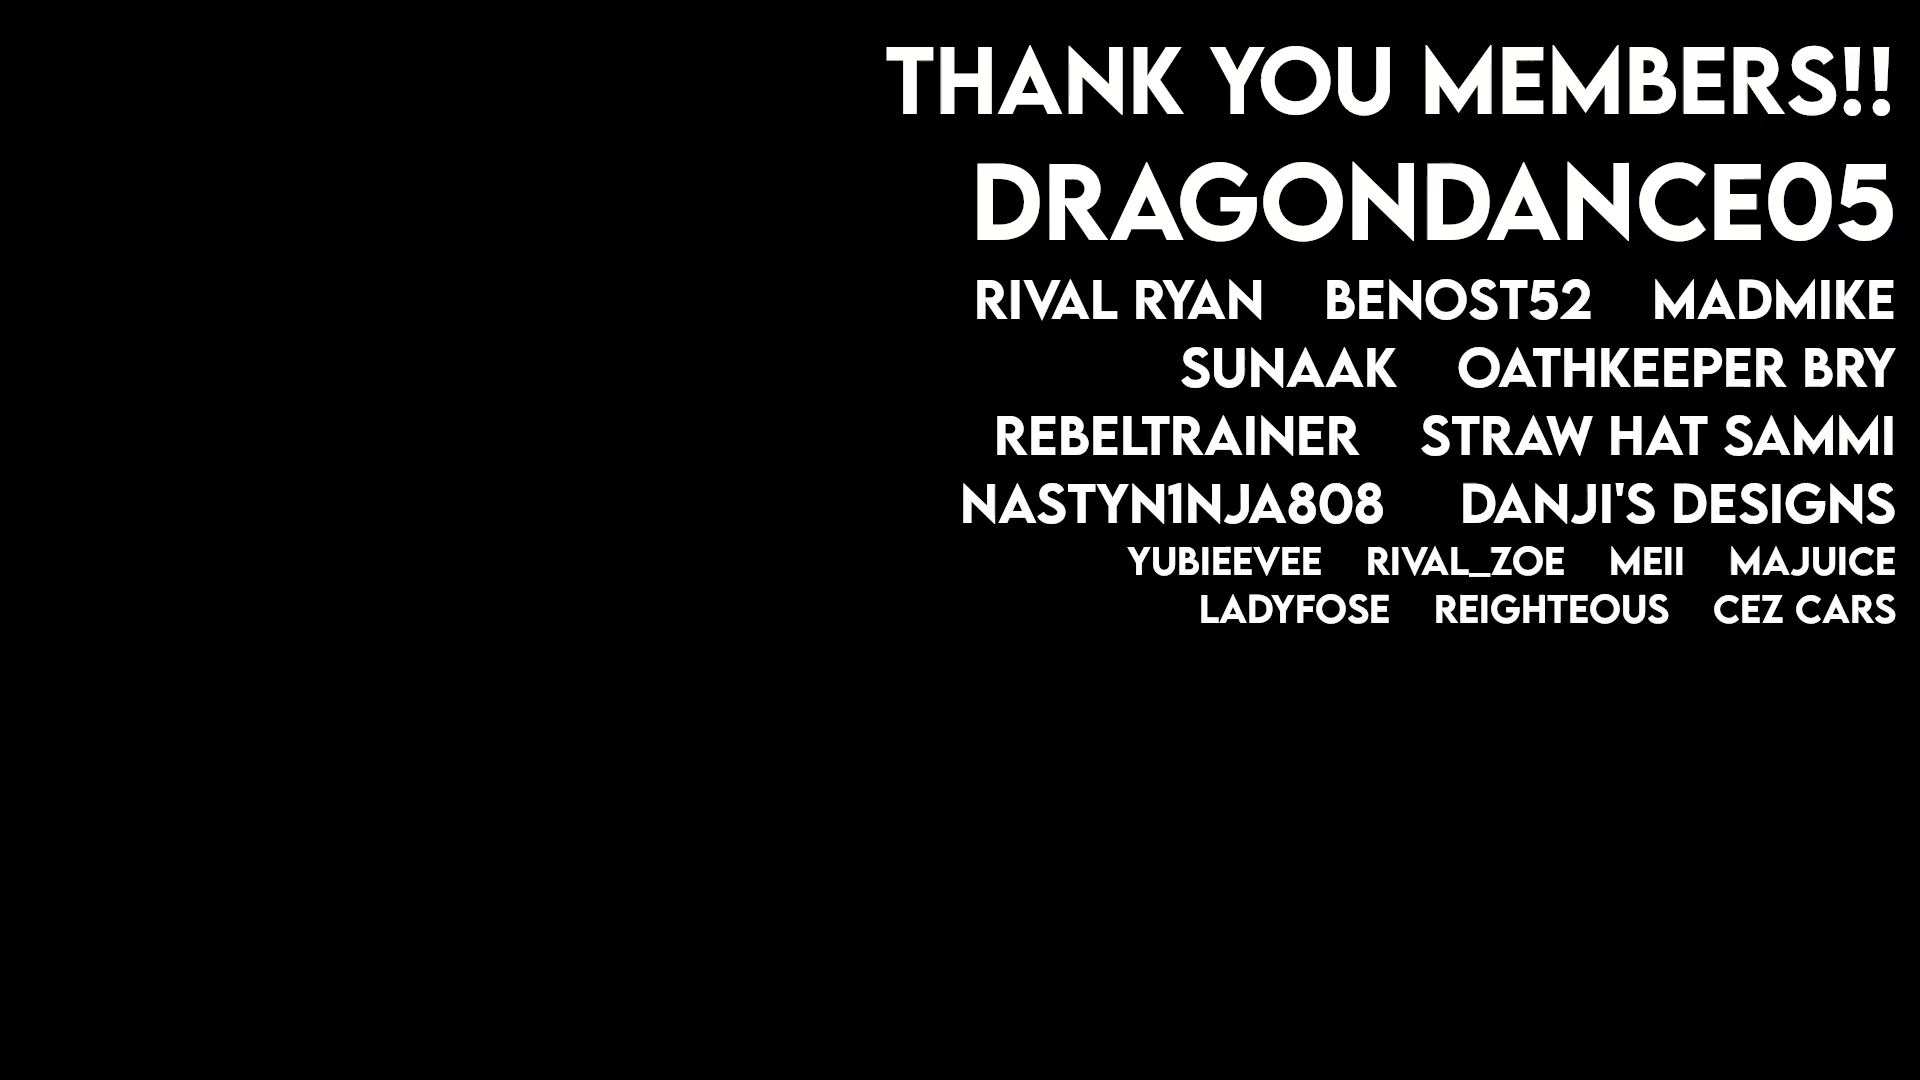 THANK YOU MEMBERS!!
DRAGONDANCE05
RIVAL RYAN BENOST52 MADMIKE
SUNAAK OATHKEEPER BRY
REBELTRAINER STRAW HAT SAMMI
NASTYN1NJA808 DANJI'S DESIGNS
YUBIEEVEE RIVAL_ZOE MEII MAJUICE
LADYFOSE REIGHTEOUS CEZ CARS